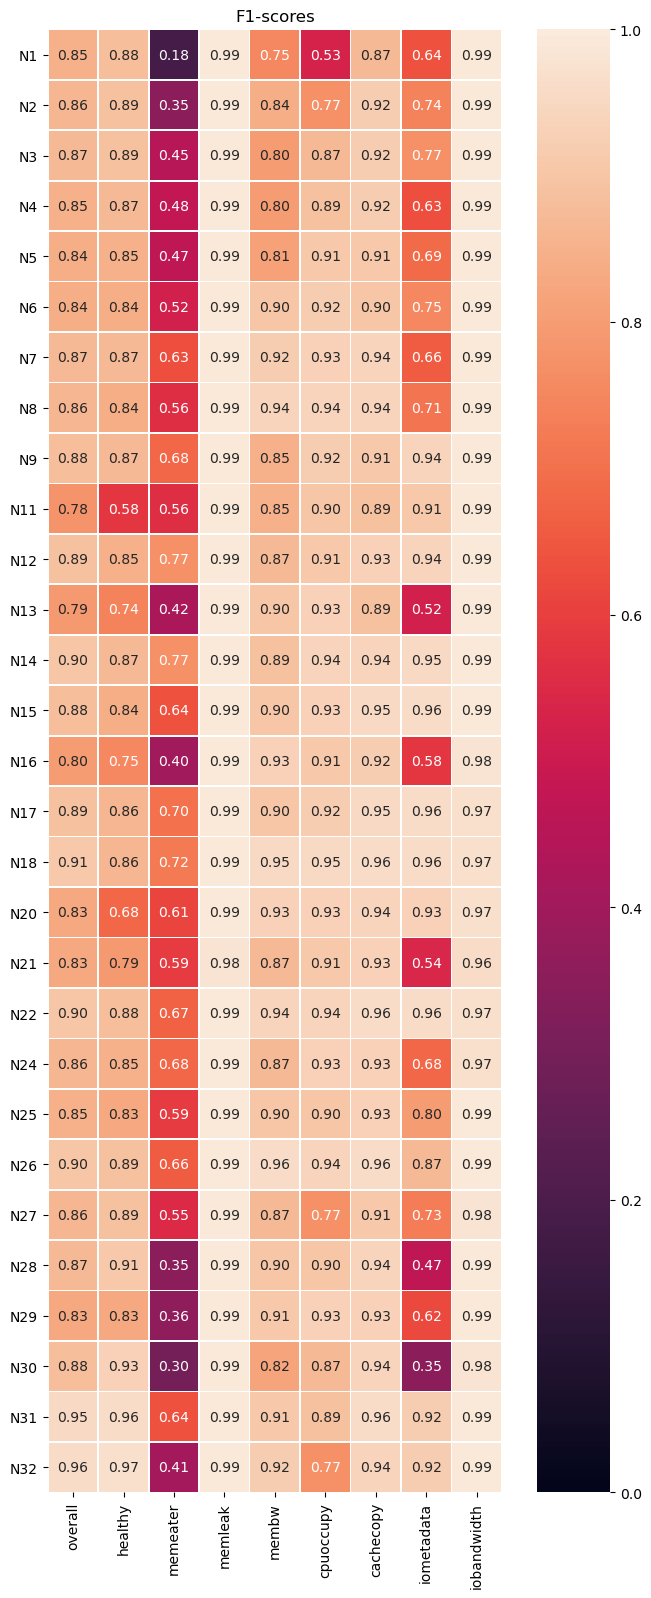 F1-scores
N1 0.85 0.88 0.18 0.99 0.75 0.53 0.87 0.64 0.99
N2 0.86 0.89 0.35 0.99 0.84 0.77 0.92 0.74 0.99
N3 0.87 0.89 0.45 0.99 0.80 0.87 0.92 0.77 0.99
N4 0.85 0.87 0.48 0.99 0.80 0.89 0.92 0.63 0.99
N5 0.84 0.85 0.47 0.99 0.81 0.91 0.91 0.69 0.99
N6 0.84 0.84 0.52 0.99 0.90 0.92 0.90 0.75 0.99
N7 0.87 0.87 0.63 0.99 0.92 0.93 0.94 0.66 0.99
N8 0.86 0.84 0.56 0.99 0.94 0.94 0.94 0.71 0.99
N9 0.88 0.87 0.68 0.99 0.85 0.92 0.91 0.94 0.99
N11 0.78 0.58 0.56 0.99 0.85 0.90 0.89 0.91 0.99
N12 0.89 0.85 0.77 0.99 0.87 0.91 0.93 0.94 0.99
N13 0.79 0.74 0.42 0.99 0.90 0.93 0.89 0.52 0.99
N14 0.90 0.87 0.77 0.99 0.89 0.94 0.94 0.95 0.99
N15 0.88 0.84 0.64 0.99 0.90 0.93 0.95 0.96 0.99
N16 0.80 0.75 0.40 0.99 0.93 0.91 0.92 0.58 0.98
N17 0.89 0.86 0.70 0.99 0.90 0.92 0.95 0.96 0.97
N18 0.91 0.86 0.72 0.99 0.95 0.95 0.96 0.96 0.97
N20 0.83 0.68 0.61 0.99 0.93 0.93 0.94 0.93 0.97
N21 0.83 0.79 0.59 0.98 0.87 0.91 0.93 0.54 0.96
N22 0.90 0.88 0.67 0.99 0.94 0.94 0.96 0.96 0.97
N24 0.86 0.85 0.68 0.99 0.87 0.93 0.93 0.68 0.97
N25 0.85 0.83 0.59 0.99 0.90 0.90 0.93 0.80 0.99
N26 0.90 0.89 0.66 0.99 0.96 0.94 0.96 0.87 0.99
N27 0.86 0.89 0.55 0.99 0.87 0.77 0.91 0.73 0.98
N28 0.87 0.91 0.35 0.99 0.90 0.90 0.94 0.47 0.99
N29 0.83 0.83 0.36 0.99 0.91 0.93 0.93 0.62 0.99
N30 0.88 0.93 0.30 0.99 0.82 0.87 0.94 0.35 0.98
N31 0.95 0.96 0.64 0.99 0.91 0.89 0.96 0.92 0.99
N32 0.96 0.97 0.41 0.99 0.92 0.77 0.94 0.92 0.99
overall healthy memeater memleak membw cpuoccupy cachecopy iometadata iobandwidth
1.0
0.8
0.6
0.4
0.2
0.0